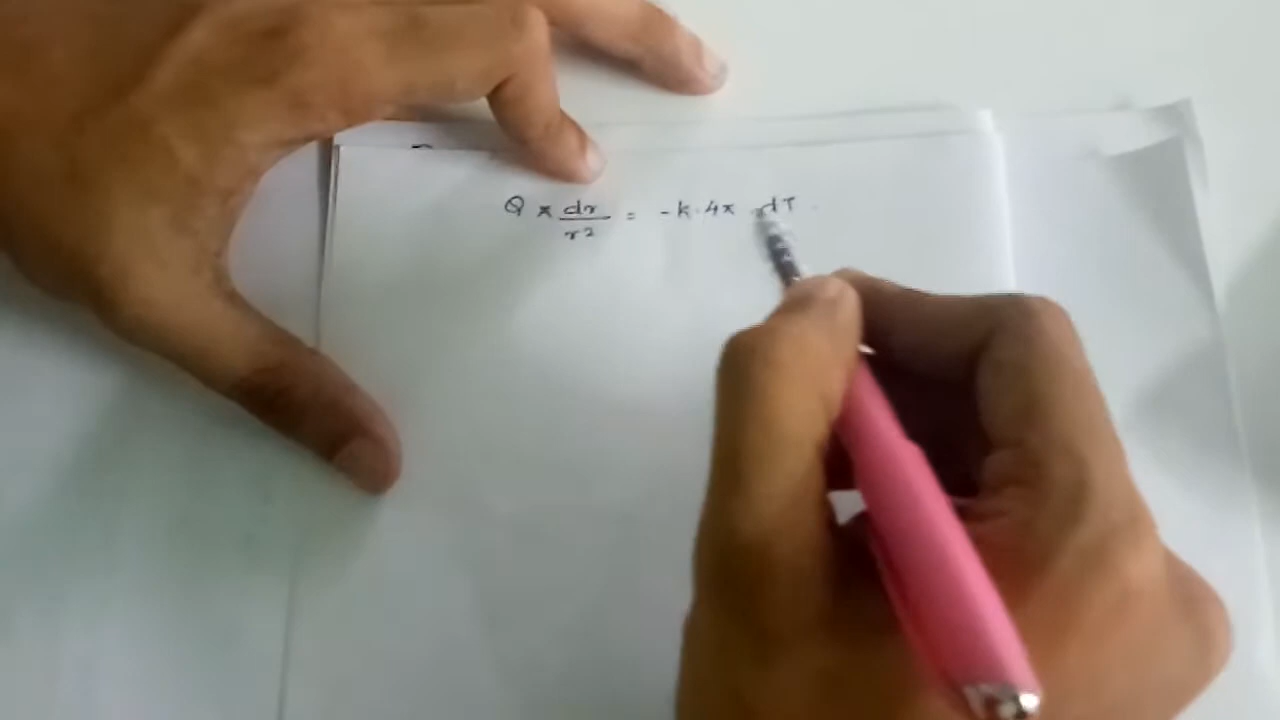 Q × dr/r² = -k·4π dT